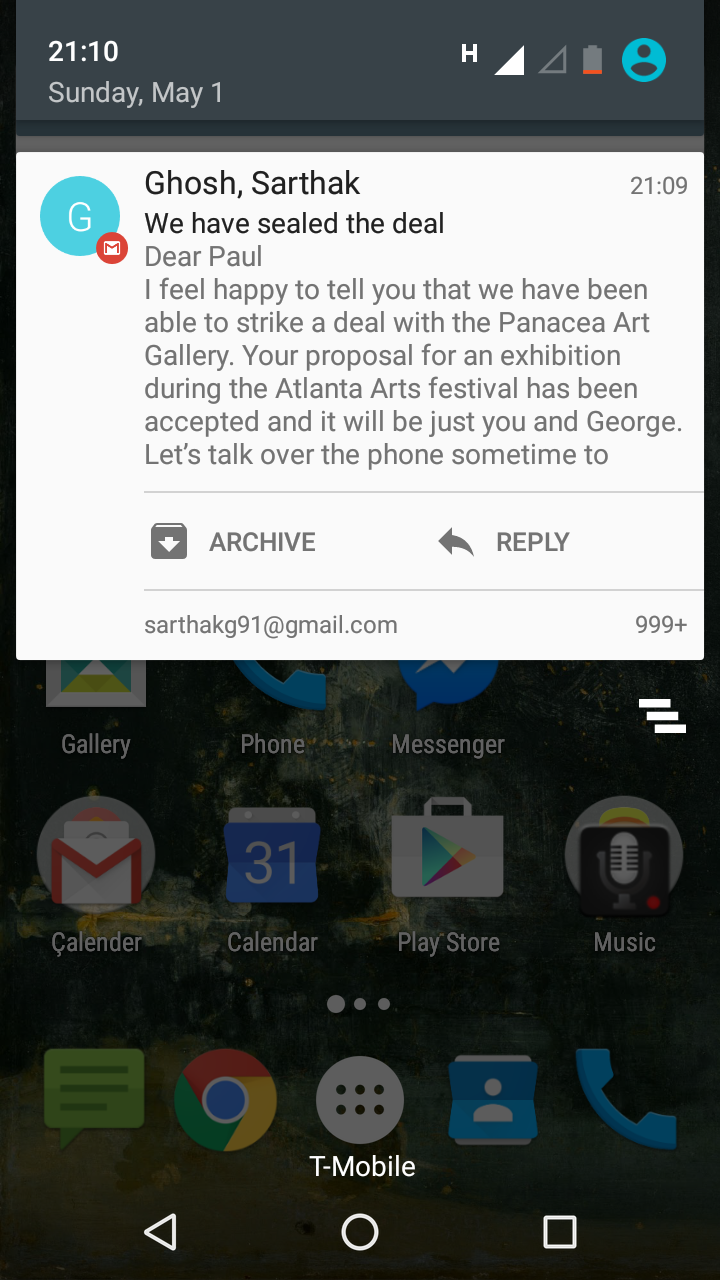 21:10
H
Sunday, May 1
G
Ghosh, Sarthak
21:09
We have sealed the deal
Dear Paul
I feel happy to tell you that we have been
able to strike a deal with the Panacea Art
Gallery. Your proposal for an exhibition
during the Atlanta Arts festival has been
accepted and it will be just you and George.
Let’s talk over the phone sometime to
ARCHIVE
REPLY
sarthakg91@gmail.com
999+
Gallery
Phone
Messenger
31
Çalender
Calendar
Play Store
Music
T-Mobile